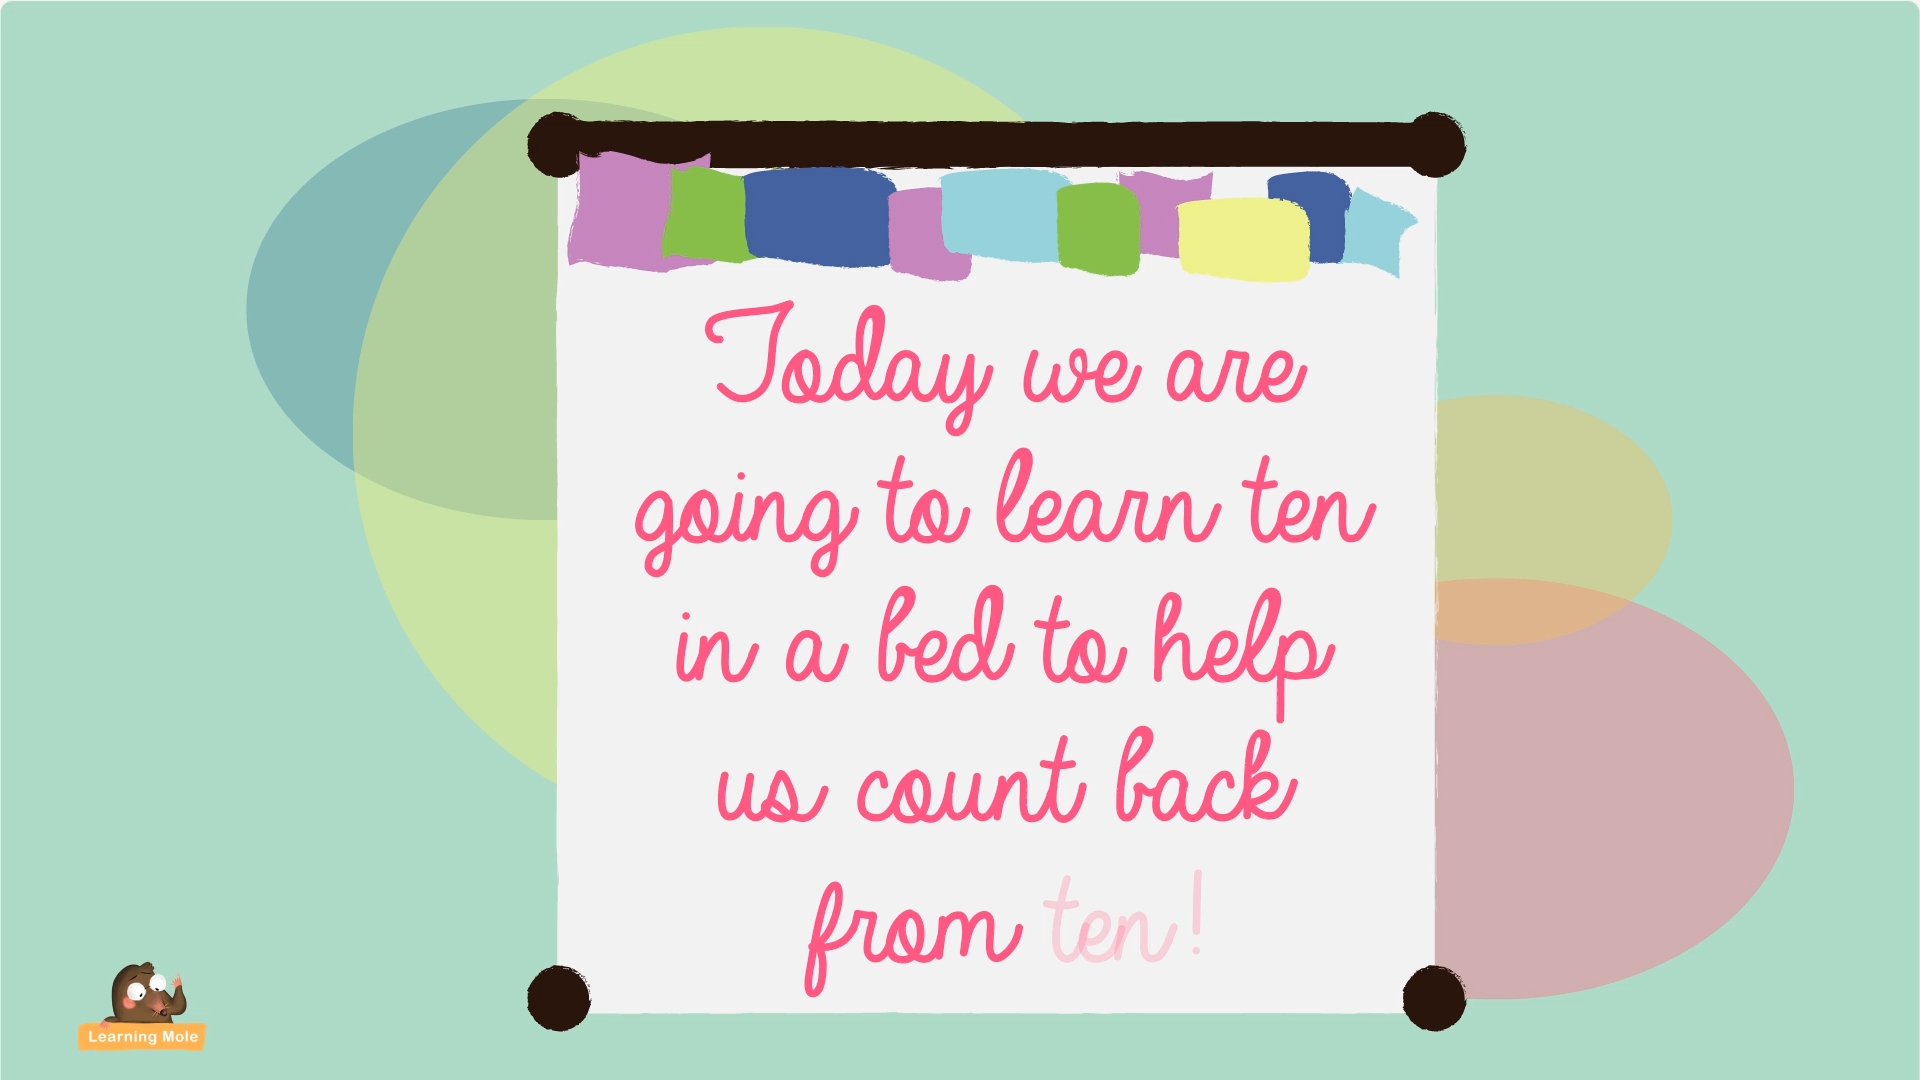 Today we are
going to learn ten
in a bed to help
us count back
from ten!
Learning Mole